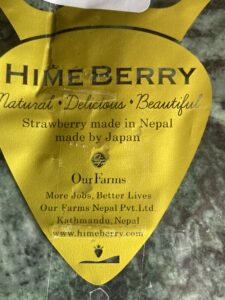 HIMÉ BERRY
Natural • Delicious • Beautiful
Strawberry made in Nepal
made by Japan
OurFarms
More Jobs, Better Lives
Our Farms Nepal Pvt. Ltd.
Kathmandu, Nepal
www.himeberry.com